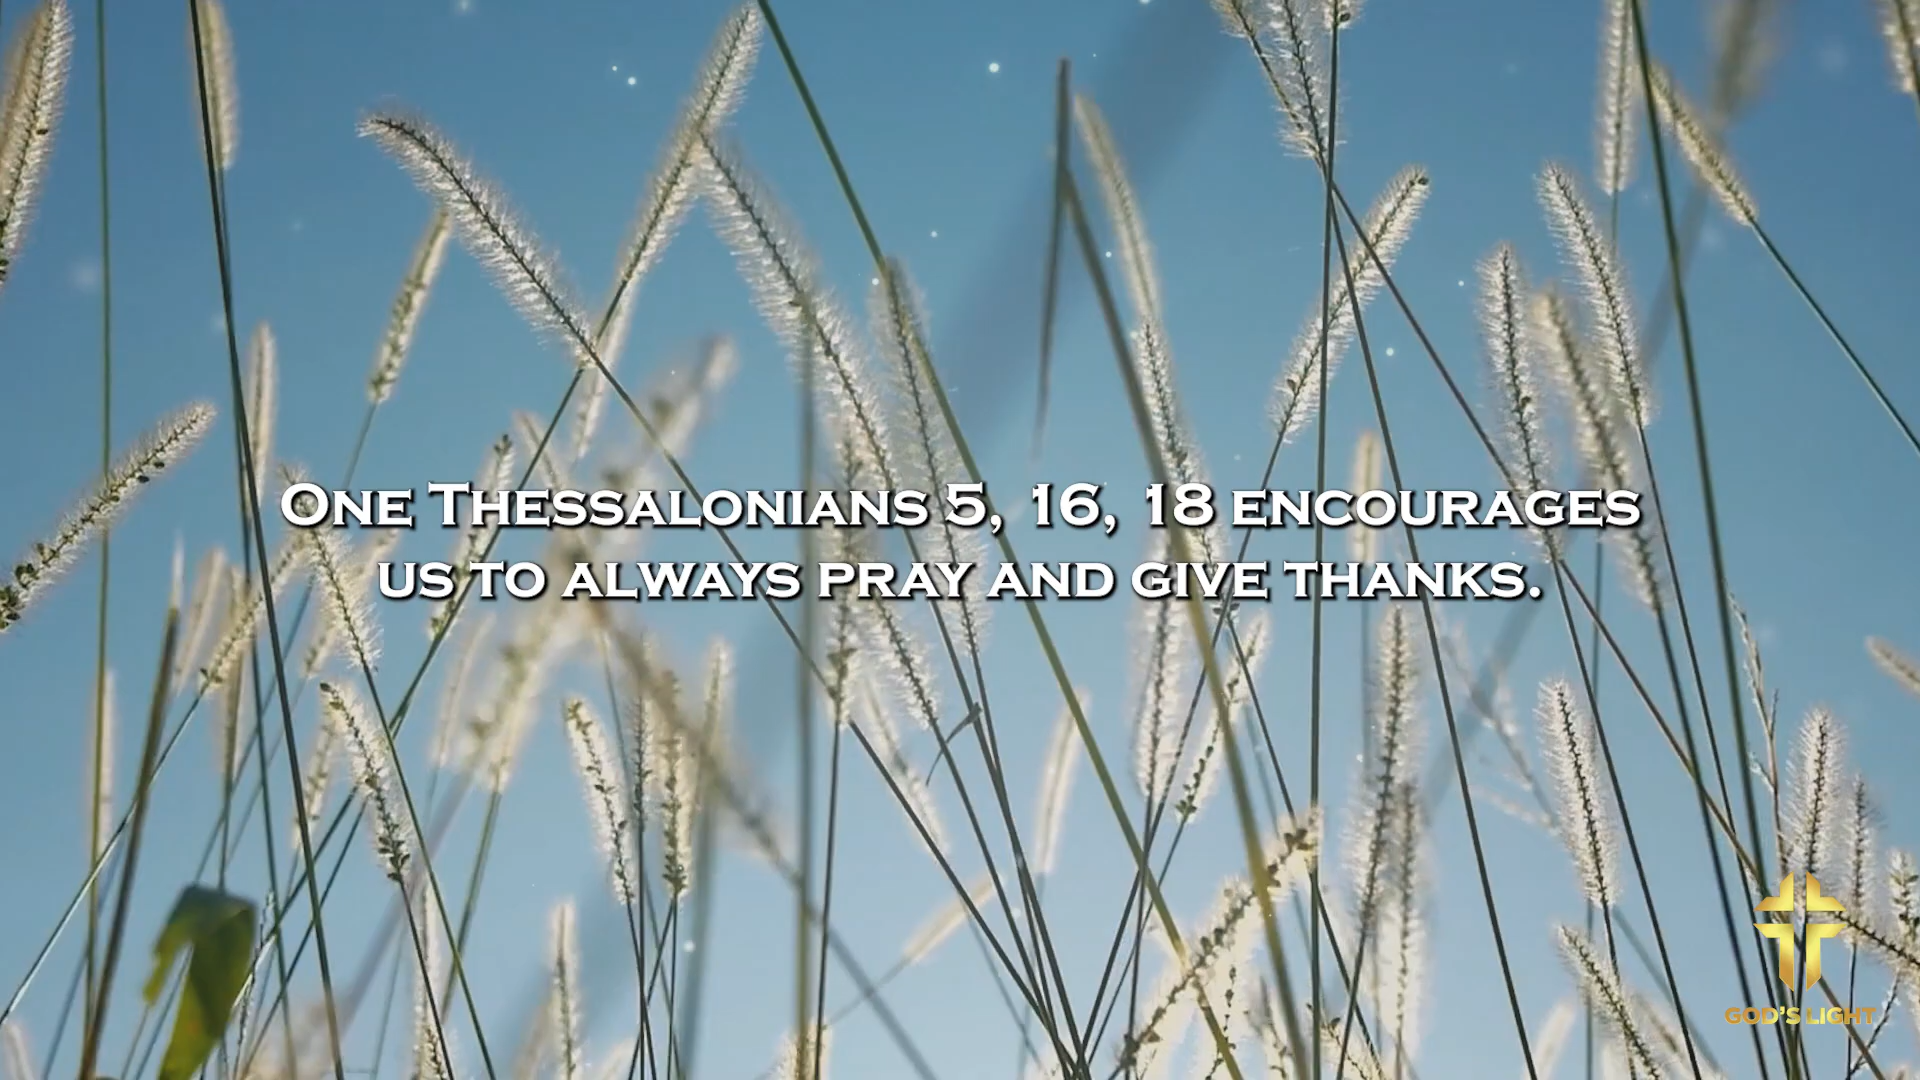 One Thessalonians 5, 16, 18 encourages
us to always pray and give thanks.
GOD'S LIGHT